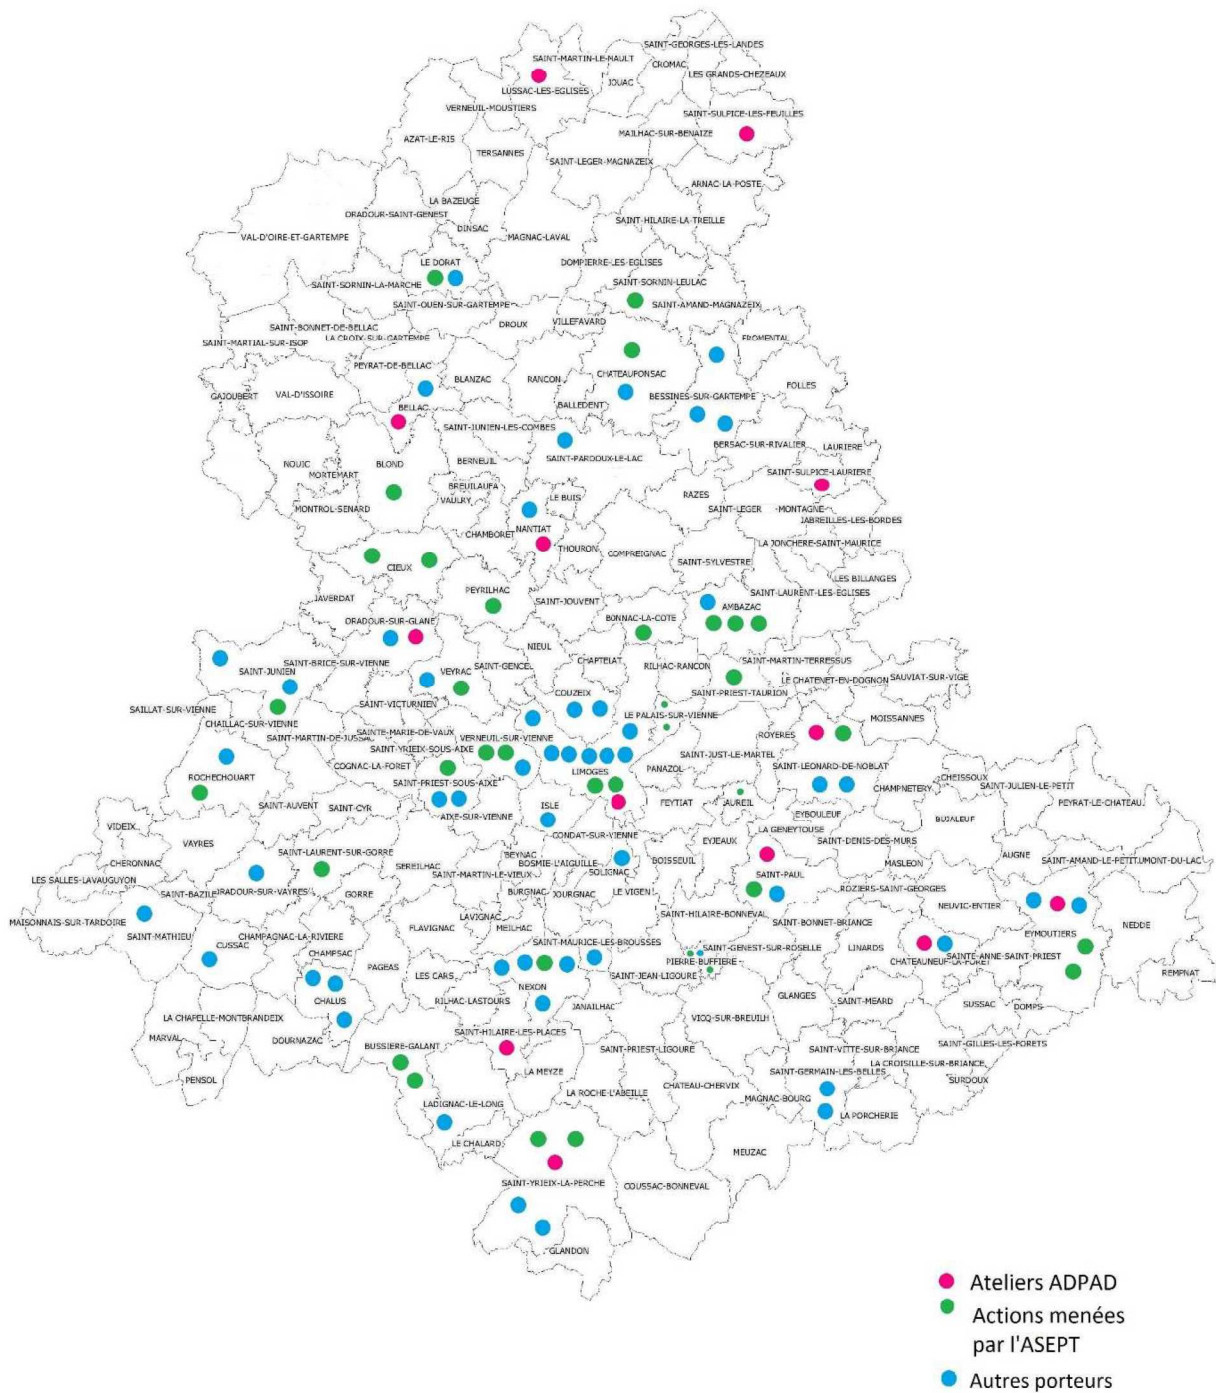 SAINT-GEORGES-LES-LANDES
SAINT-MARTIN-LE-MAULT
CROMAC
LES GRANDS-CHEZEAUX
JOUAC
LUSSAC-LES-EGLISES
VERNEUIL-MOUSTIERS
SAINT-SULPICE-LES-FEUILLES
MAILHAC-SUR-BENAIZE
AZAT-LE-RIS
TERSANNES
SAINT-LEGER-MAGNAZEIX
ARNAC-LA-POSTE
LA BAZEUGE
ORADOUR-SAINT-GENEST
SAINT-HILAIRE-LA-TREILLE
DINSAC
VAL-D'OIRE-ET-GARTEMPE
MAGNAC-LAVAL
LE DORAT
DOMPIERRE-LES-EGLISES
SAINT-SORNIN-LA-MARCHE
SAINT-SORNIN-LEULAC
SAINT-OUEN-SUR-GARTEMPE
SAINT-AMAND-MAGNAZEIX
SAINT-BONNET-DE-BELLAC
DROUX
VILLEFAVARD
LA CROIX-SUR-GARTEMPE
FROMENTAL
SAINT-MARTIAL-SUR-ISOP
PEYRAT-DE-BELLAC
BLANZAC
RANCON
CHATEAUPONSAC
FOLLES
GAJOUBERT
VAL-D'ISSOIRE
BESSINES-SUR-GARTEMPE
BELLAC
BALLEDENT
SAINT-JUNIEN-LES-COMBES
BERSAC-SUR-RIVALIER
LAURIERE
NOUIC
BLOND
BERNEUIL
SAINT-PARDOUX-LE-LAC
MORTEMART
SAINT-SULPICE-LAURIERE
BREUILAUFA
LE BUIS
RAZES
VAULRY
MONTROL-SENARD
SAINT-LEGER
-MONTAGNE
JABREILLES-LES-BORDES
CHAMBORET
NANTIAT
THOURON
COMPREIGNAC
LA JONCHERE-SAINT-MAURICE
CIEUX
SAINT-SYLVESTRE
LES BILLANGES
PEYRILHAC
SAINT-LAURENT-LES-EGLISES
JAVERDAT
SAINT-JOUVENT
AMBAZAC
BONNAC-LA-COTE
ORADOUR-SUR-GLANE
NIEUL
SAINT-BRICE-SUR-VIENNE
SAINT-GENCEL
CHAPTELAT
RILHAC-RANCON
SAINT-MARTIN-TERRESSUS
SAINT-JUNIEN
VEYRAC
LE CHATENET-EN-DOGNON
SAUVIAT-SUR-VIGE
COUZEIX
SAINT-PRIEST-TAURION
SAINT-VICTURNIEN
SAILLAT-SUR-VIENNE
LE PALAIS-SUR-VIENNE
MOISSANNES
CHAILLAC-SUR-VIENNE
SAINTE-MARIE-DE-VAUX
ROYERES
SAINT-MARTIN-DE-JUSSAC
VERNEUIL-SUR-VIENNE
SAINT-YRIEIX-SOUS-AIXE
SAINT-JUST-LE-MARTEL
COGNAC-LA-FORET
LIMOGES
PANAZOL
SAINT-LEONARD-DE-NOBLAT
ROCHECHOUART
SAINT-PRIEST-SOUS-AIXE
CHEISSOUX
SAINT-JULIEN-LE-PETIT
CHAMPNETERY
SAINT-AUVENT
SAINT-CYR
ISLE
FEYTIAT
AUREIL
PEYRAT-LE-CHATEAU
AIXE-SUR-VIENNE
EYBOULEUF
BUJALEUF
VIDEIX
VAYRES
CONDAT-SUR-VIENNE
LA GENEYTOUSE
SAINT-DENIS-DES-MURS
EYJEAUX
SAINT-LAURENT-SUR-GORRE
BEYNAC
AUGNE
CHERONNAC
SEREILHAC
BOSMIE-L'AIGUILLE
BOISSEUIL
MASLEON
SAINT-AMAND-LE-PETIT
SAINT-MARTIN-LE-VIEUX
SOLIGNAC
SAINT-PAUL
LES SALLES-LAVAUGUYON
SAINT-BAZILE
GORRE
BURGNAC
JOURGNAC
LE VIGEN
ROZIERS-SAINT-GEORGES
NEUVIC-ENTIER
MAISONNAIS-SUR-TARDOIRE
LAVIGNAC
SAINT-HILAIRE-BONNEVAL
SAINT-BONNET-BRIANCE
NEDDE
CHAMPAGNAC-LA-RIVIERE
FLAVIGNAC
MEILHAC
EYMOUTIERS
SAINT-MATHIEU
CUSSAC
SAINT-MAURICE-LES-BROUSSES
SAINT-GENEST-SUR-ROSELLE
LINARDS
CHAMPSAC
SAINTE-ANNE-SAINT-PRIEST
PAGEAS
LES CARS
PIERRE-BUFFIERE
CHATEAUNEUF-LA-FORET
REMPNAT
SAINT-JEAN-LIGOURE
NEXON
CHALUS
RILHAC-LASTOURS
JANAILHAC
GLANGES
SAINT-MEARD
SUSSAC
DOMPS
LA CHAPELLE-MONTBRANDEIX
VICQ-SUR-BREUILH
MARVAL
DOURNAZAC
SAINT-HILAIRE-LES-PLACES
SAINT-GILLES-LES-FORETS
BUSSIERE-GALANT
SAINT-PRIEST-LIGOURE
SAINT-VITTE-SUR-BRIANCE
LA CROISILLE-SUR-BRIANCE
LA MEYZE
SAINT-GERMAIN-LES-BELLES
PENSOL
SURDOUX
CHATEAU-CHERVIX
LA ROCHE-L'ABEILLE
MAGNAC-BOURG
LADIGNAC-LE-LONG
LA PORCHERIE
LE CHALARD
MEUZAC
SAINT-YRIEIX-LA-PERCHE
COUSSAC-BONNEVAL
GLANDON
Ateliers ADPAD
Actions menées
par l'ASEPT
Autres porteurs